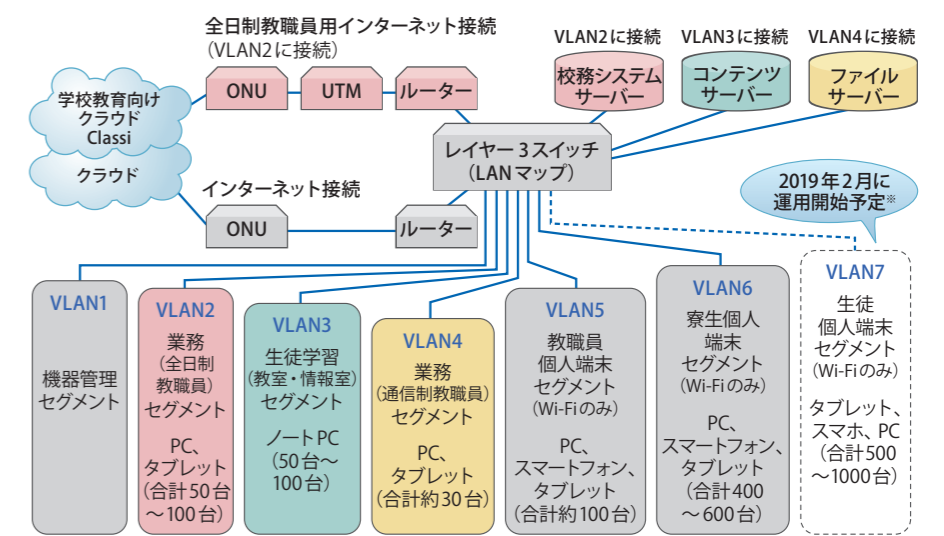 全日制教職員用インターネット接続
(VLAN2に接続)
ONU
UTM
ルーター
学校教育向け
クラウド
Classi
クラウド
インターネット接続
ONU
ルーター
レイヤー3スイッチ
(LANマップ)
VLAN2に接続
校務システム
サーバー
VLAN3に接続
コンテンツ
サーバー
VLAN4に接続
ファイル
サーバー
2019年2月に
運用開始予定※
VLAN1
機器管理
セグメント
VLAN2
業務
(全日制
教職員)
セグメント
PC、
タブレット
(合計50台
~100台)
VLAN3
生徒学習
(教室・情報室)
セグメント
ノートPC
(50台~
100台)
VLAN4
業務
(通信制教職員)
セグメント
PC、
タブレット
(合計約30台)
VLAN5
教職員
個人端末
セグメント
(Wi-Fiのみ)
PC、
スマートフォン、
タブレット
(合計約100台)
VLAN6
寮生個人
端末
セグメント
(Wi-Fiのみ)
PC、
スマートフォン、
タブレット
(合計400
~600台)
VLAN7
生徒
個人端末
セグメント
(Wi-Fiのみ)
タブレット、
スマホ、PC
(合計500
~1000台)